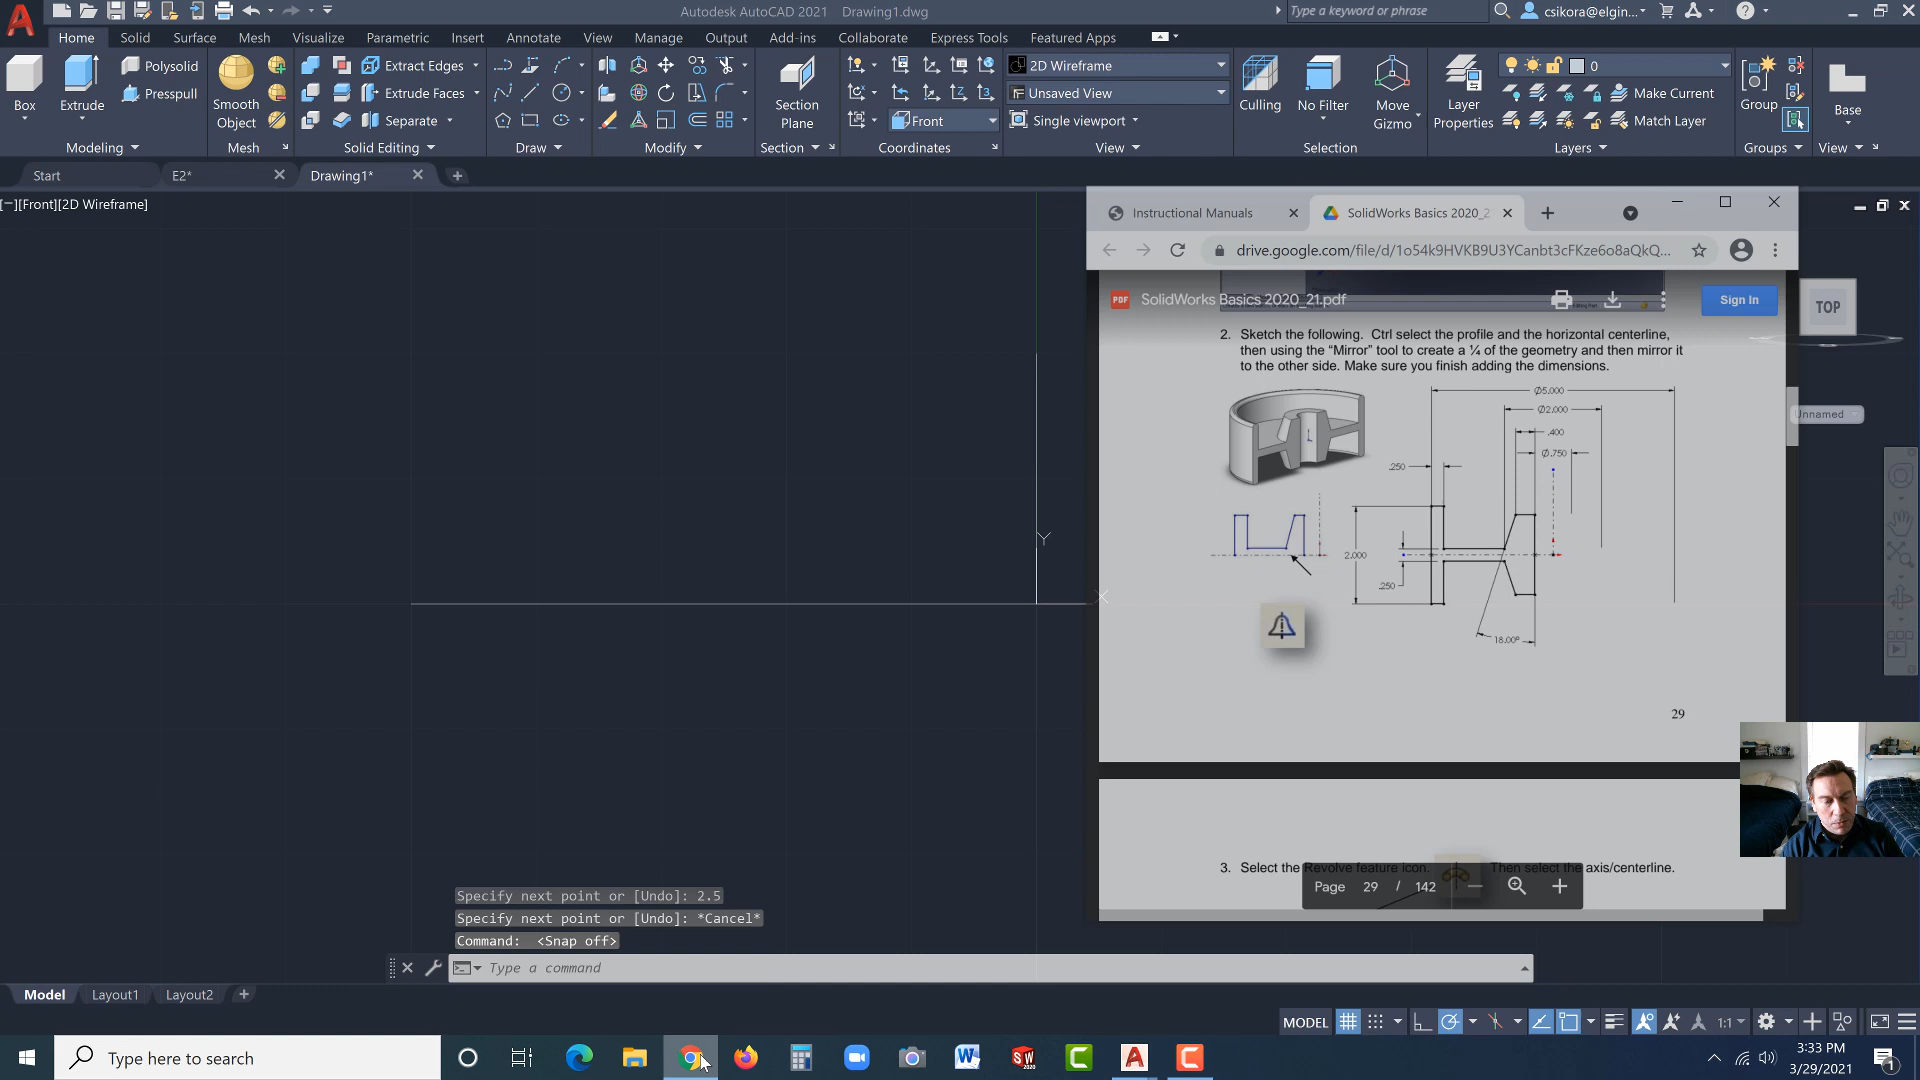 Autodesk AutoCAD 2021 Drawing1.dwg
Type a keyword or phrase
csikora@elgin...
Home Solid Surface Mesh Visualize Parametric Insert Annotate View Manage Output Add-ins Collaborate Express Tools Featured Apps
Polysolid
Presspull
Box
Extrude
Smooth Object
Extract Edges
Extrude Faces
Separate
Section Plane
Front
2D Wireframe
Unsaved View
Single viewport
Culling
No Filter
Move Gizmo
Layer Properties
0
Make Current
Match Layer
Group
Base
Modeling
Mesh
Solid Editing
Draw
Modify
Section
Coordinates
View
Selection
Layers
Groups
View
Start
E2*
Drawing1*
[−][Front][2D Wireframe]
Instructional Manuals
SolidWorks Basics 2020_2
drive.google.com/file/d/1o54k9HVKB9U3YCanbt3cFKze6o8aQkQ...
PDF SolidWorks Basics 2020_21.pdf
Sign In
2. Sketch the following. Ctrl select the profile and the horizontal centerline,
then using the “Mirror” tool to create a ¼ of the geometry and then mirror it
to the other side. Make sure you finish adding the dimensions.
Ø5.000
Ø2.000
.400
Ø.750
.250
2.000
.250
18.00°
29
3. Select the Revolve feature icon. Then select the axis/centerline.
Page 29 / 142
TOP
Unnamed
Y
X
Specify next point or [Undo]: 2.5
Specify next point or [Undo]: *Cancel*
Command: <Snap off>
Type a command
Model Layout1 Layout2
MODEL
1:1
Type here to search
3:33 PM
3/29/2021
1